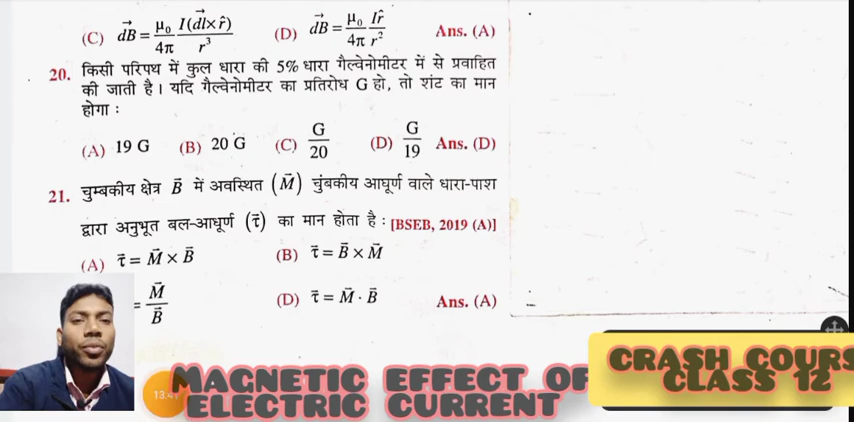 (C) dB⃗ = μ₀/4π I(dl⃗ × r̂)/r³ (D) dB⃗ = μ₀/4π Ir̂/r² Ans. (A)
20. किसी परिपथ में कुल धारा की 5% धारा गैल्वेनोमीटर में से प्रवाहित
की जाती है। यदि गैल्वेनोमीटर का प्रतिरोध G हो, तो शंट का मान
होगा :
(A) 19 G (B) 20 G (C) G/20 (D) G/19 Ans. (D)
21. चुम्बकीय क्षेत्र B⃗ में अवस्थित (M⃗) चुंबकीय आघूर्ण वाले धारा-पाश
द्वारा अनुभूत बल-आधूर्ण (τ⃗) का मान होता है : [BSEB, 2019 (A)]
(A) τ⃗ = M⃗ × B⃗ (B) τ⃗ = B⃗ × M⃗
= M⃗/B⃗ (D) τ⃗ = M⃗ · B⃗ Ans. (A)
MAGNETIC EFFECT OF
ELECTRIC CURRENT
CRASH COURS
CLASS 12